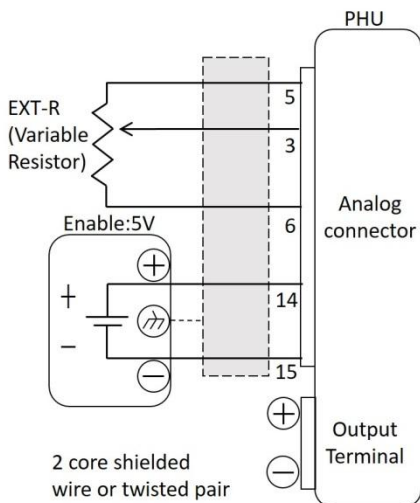 PHU
EXT-R
(Variable
Resistor)
5
3
6
Enable:5V
Analog
connector
+
+
14
−
−
15
+
Output
Terminal
−
2 core shielded
wire or twisted pair